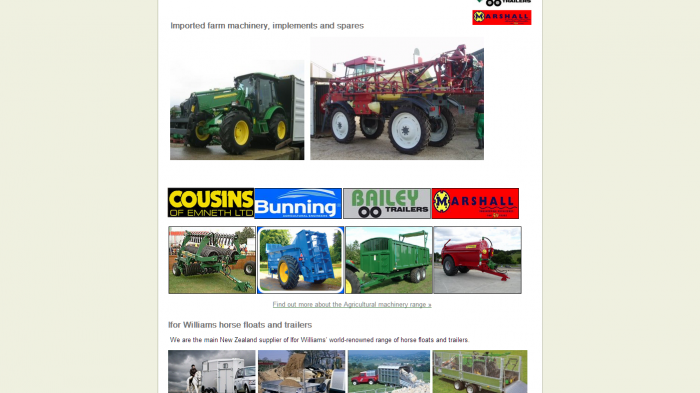 TRAILERS
MARSHALL
Imported farm machinery, implements and spares
COUSINS
OF EMNETH LTD
Bunning
AGRICULTURAL ENGINEERS
BAILEY
TRAILERS
MARSHALL
Find out more about the Agricultural machinery range »
Ifor Williams horse floats and trailers
We are the main New Zealand supplier of Ifor Williams' world-renowned range of horse floats and trailers.